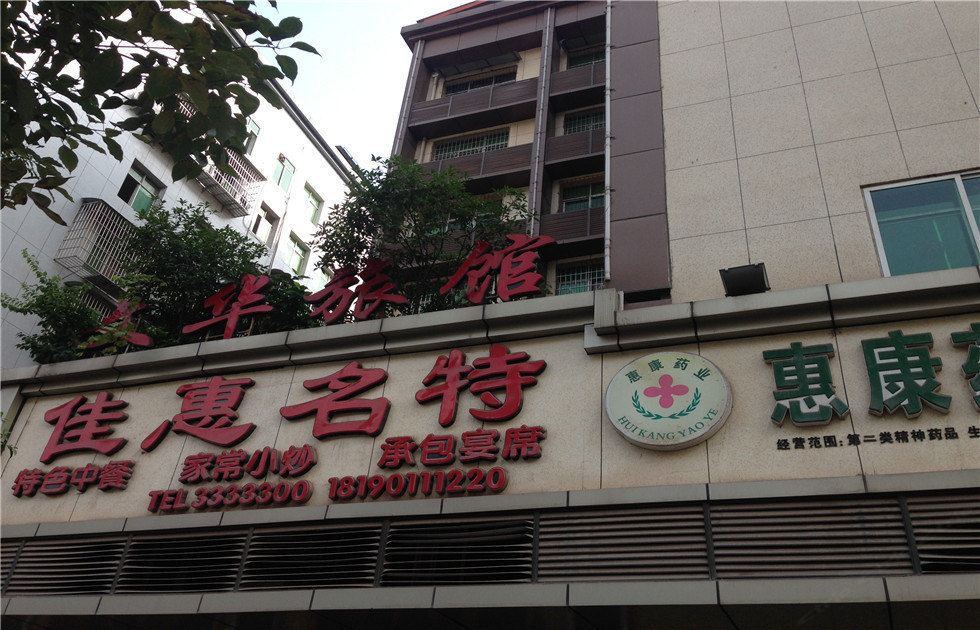 文华旅馆
佳惠名特
特色中餐 家常小炒 承包宴席
TEL 3333300 18190111220
惠康药业
HUI KANG YAO YE
惠康
经营范围:第二类精神药品 生